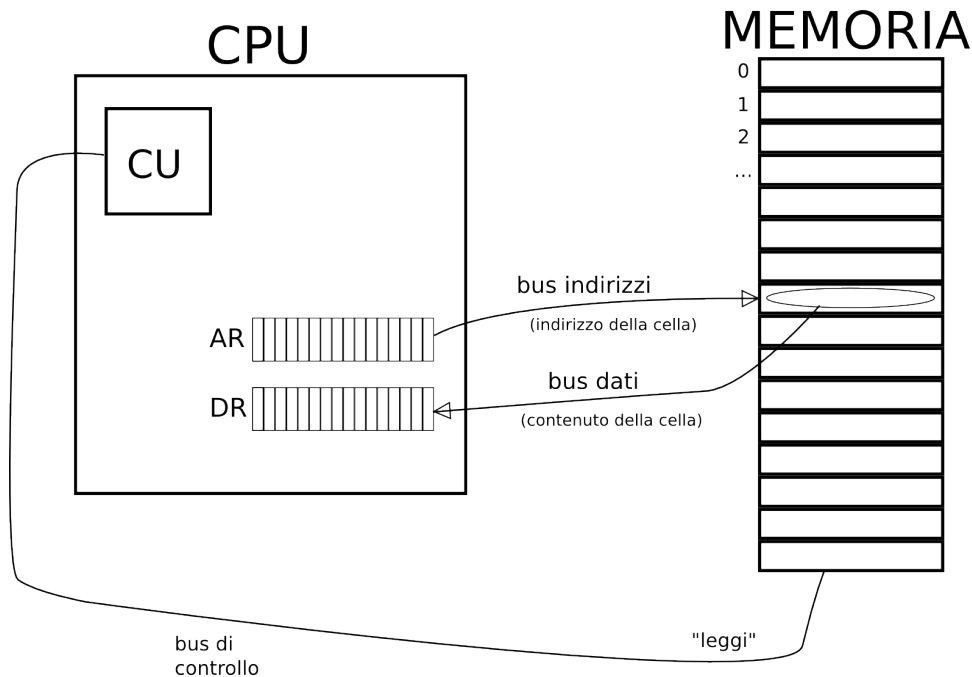 CPU
MEMORIA
0
1
2
...
CU
bus indirizzi
(indirizzo della cella)
AR
bus dati
DR
(contenuto della cella)
bus di
controllo
"leggi"